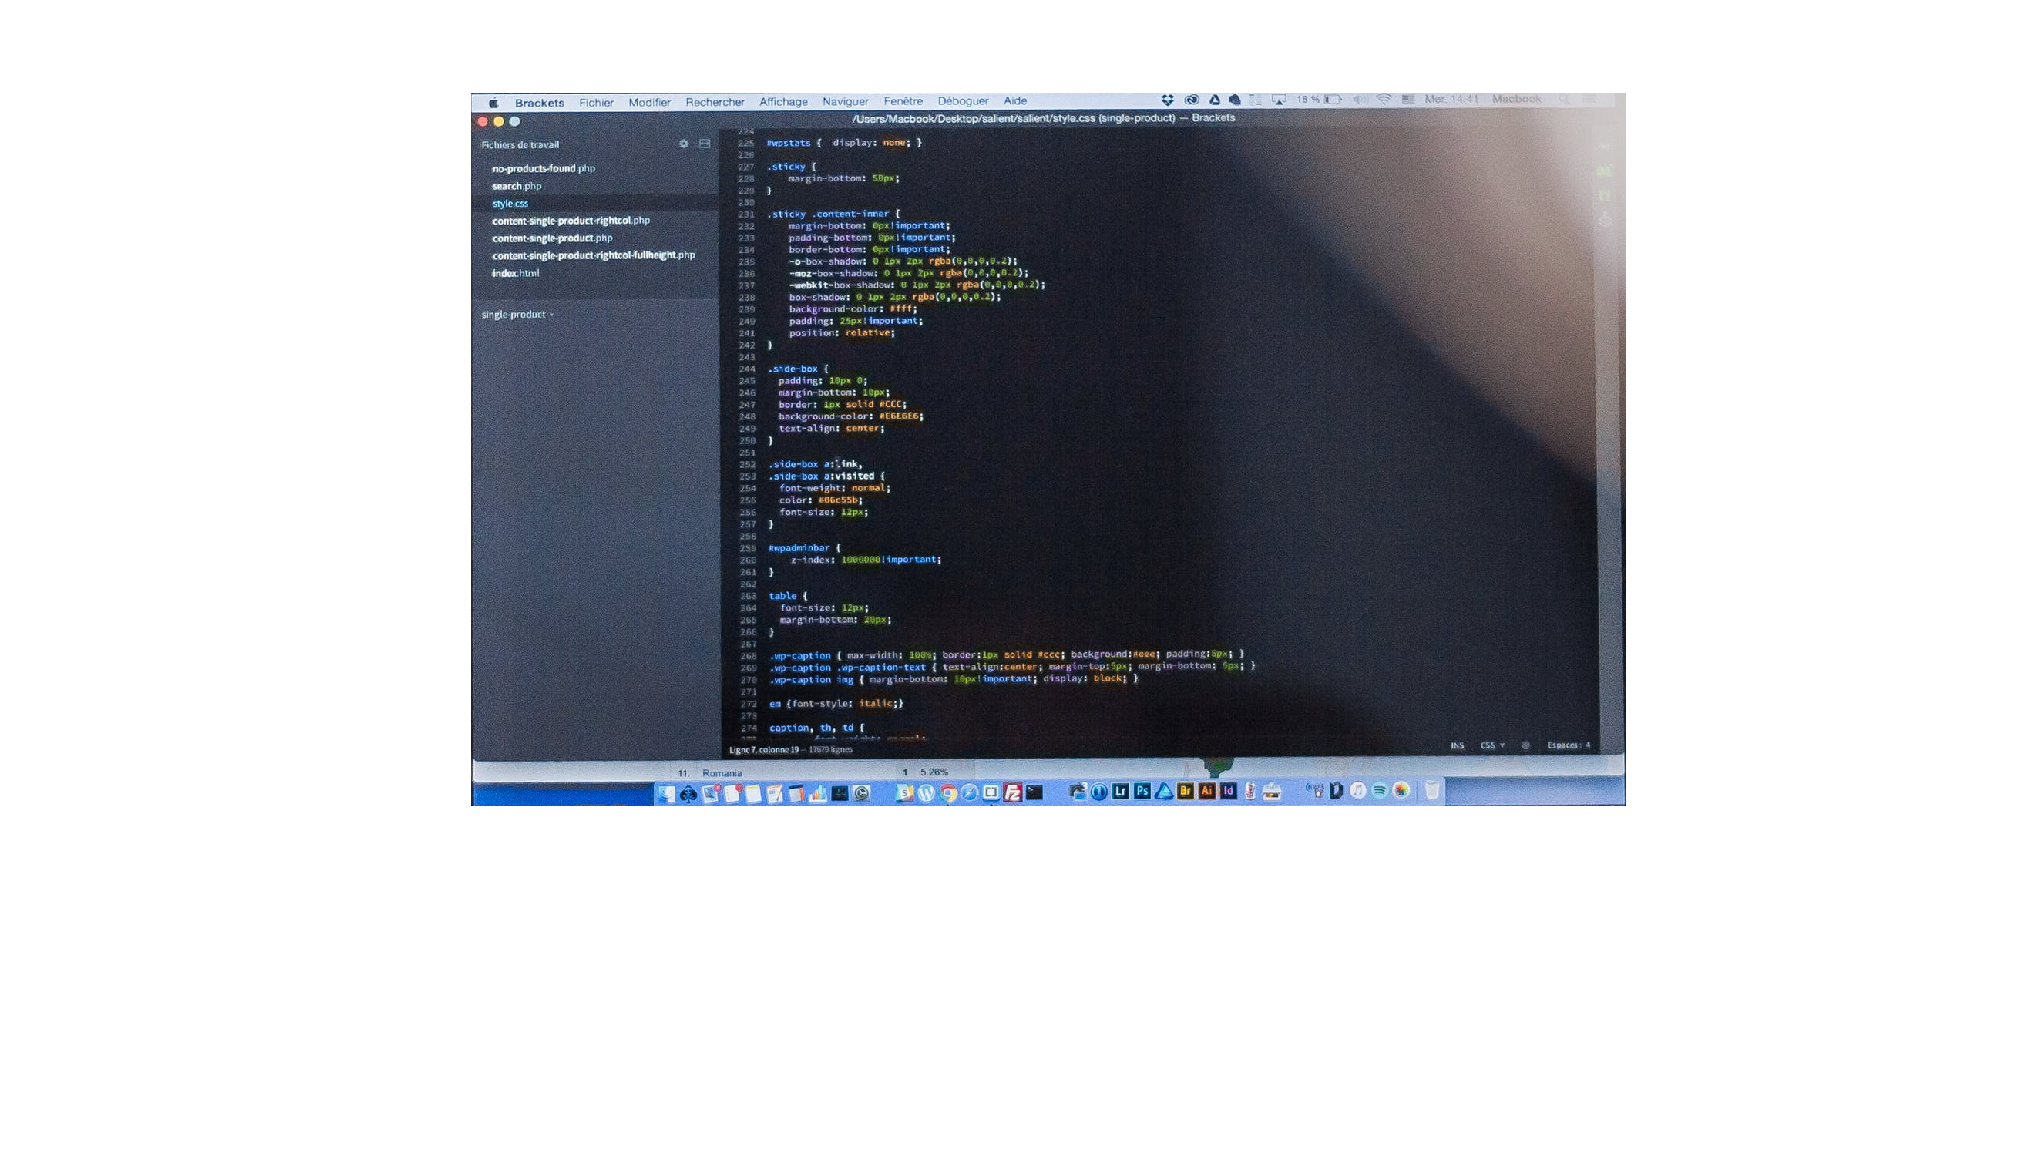 Brackets Fichier Modifier Rechercher Affichage Naviguer Fenêtre Déboguer Aide 18 % Mer. 14:41 Macbook
/Users/Macbook/Desktop/salient/salient/style.css (single-product) — Brackets
Fichiers de travail
no-products-found.php
search.php
style.css
content-single-product-rightcol.php
content-single-product.php
content-single-product-rightcol-fullheight.php
index.html
single-product
224
225 #wpstats { display: none; }
226
227 .sticky {
228 margin-bottom: 50px;
229 }
230
231 .sticky .content-inner {
232 margin-bottom: 0px!important;
233 padding-bottom: 0px!important;
234 border-bottom: 0px!important;
235 -o-box-shadow: 0 1px 2px rgba(0,0,0,0.2);
236 -moz-box-shadow: 0 1px 2px rgba(0,0,0,0.2);
237 -webkit-box-shadow: 0 1px 2px rgba(0,0,0,0.2);
238 box-shadow: 0 1px 2px rgba(0,0,0,0.2);
239 background-color: #fff;
240 padding: 25px!important;
241 position: relative;
242 }
243
244 .side-box {
245 padding: 10px 0;
246 margin-bottom: 10px;
247 border: 1px solid #CCC;
248 background-color: #E6E6E6;
249 text-align: center;
250 }
251
252 .side-box a:link,
253 .side-box a:visited {
254 font-weight: normal;
255 color: #06c55b;
256 font-size: 12px;
257 }
258
259 #wpadminbar {
260 z-index: 1000000!important;
261 }
262
263 table {
264 font-size: 12px;
265 margin-bottom: 20px;
266 }
267
268 .wp-caption { max-width: 100%; border:1px solid #ccc; background:#eee; padding:5px; }
269 .wp-caption .wp-caption-text { text-align:center; margin-top:5px; margin-bottom: 5px; }
270 .wp-caption img { margin-bottom: 10px!important; display: block; }
271
272 em {font-style: italic;}
273
274 caption, th, td {
Ligne 7, colonne 19 — 17679 lignes INS CSS Espaces : 4
11. Romania 1 5.26%
Lr Ps Br Ai Id